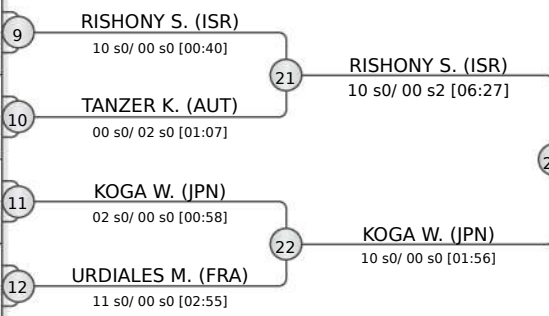 9
RISHONY S. (ISR)
10 s0/ 00 s0 [00:40]
21
RISHONY S. (ISR)
10 s0/ 00 s2 [06:27]
10
TANZER K. (AUT)
00 s0/ 02 s0 [01:07]
11
KOGA W. (JPN)
02 s0/ 00 s0 [00:58]
22
KOGA W. (JPN)
10 s0/ 00 s0 [01:56]
12
URDIALES M. (FRA)
11 s0/ 00 s0 [02:55]